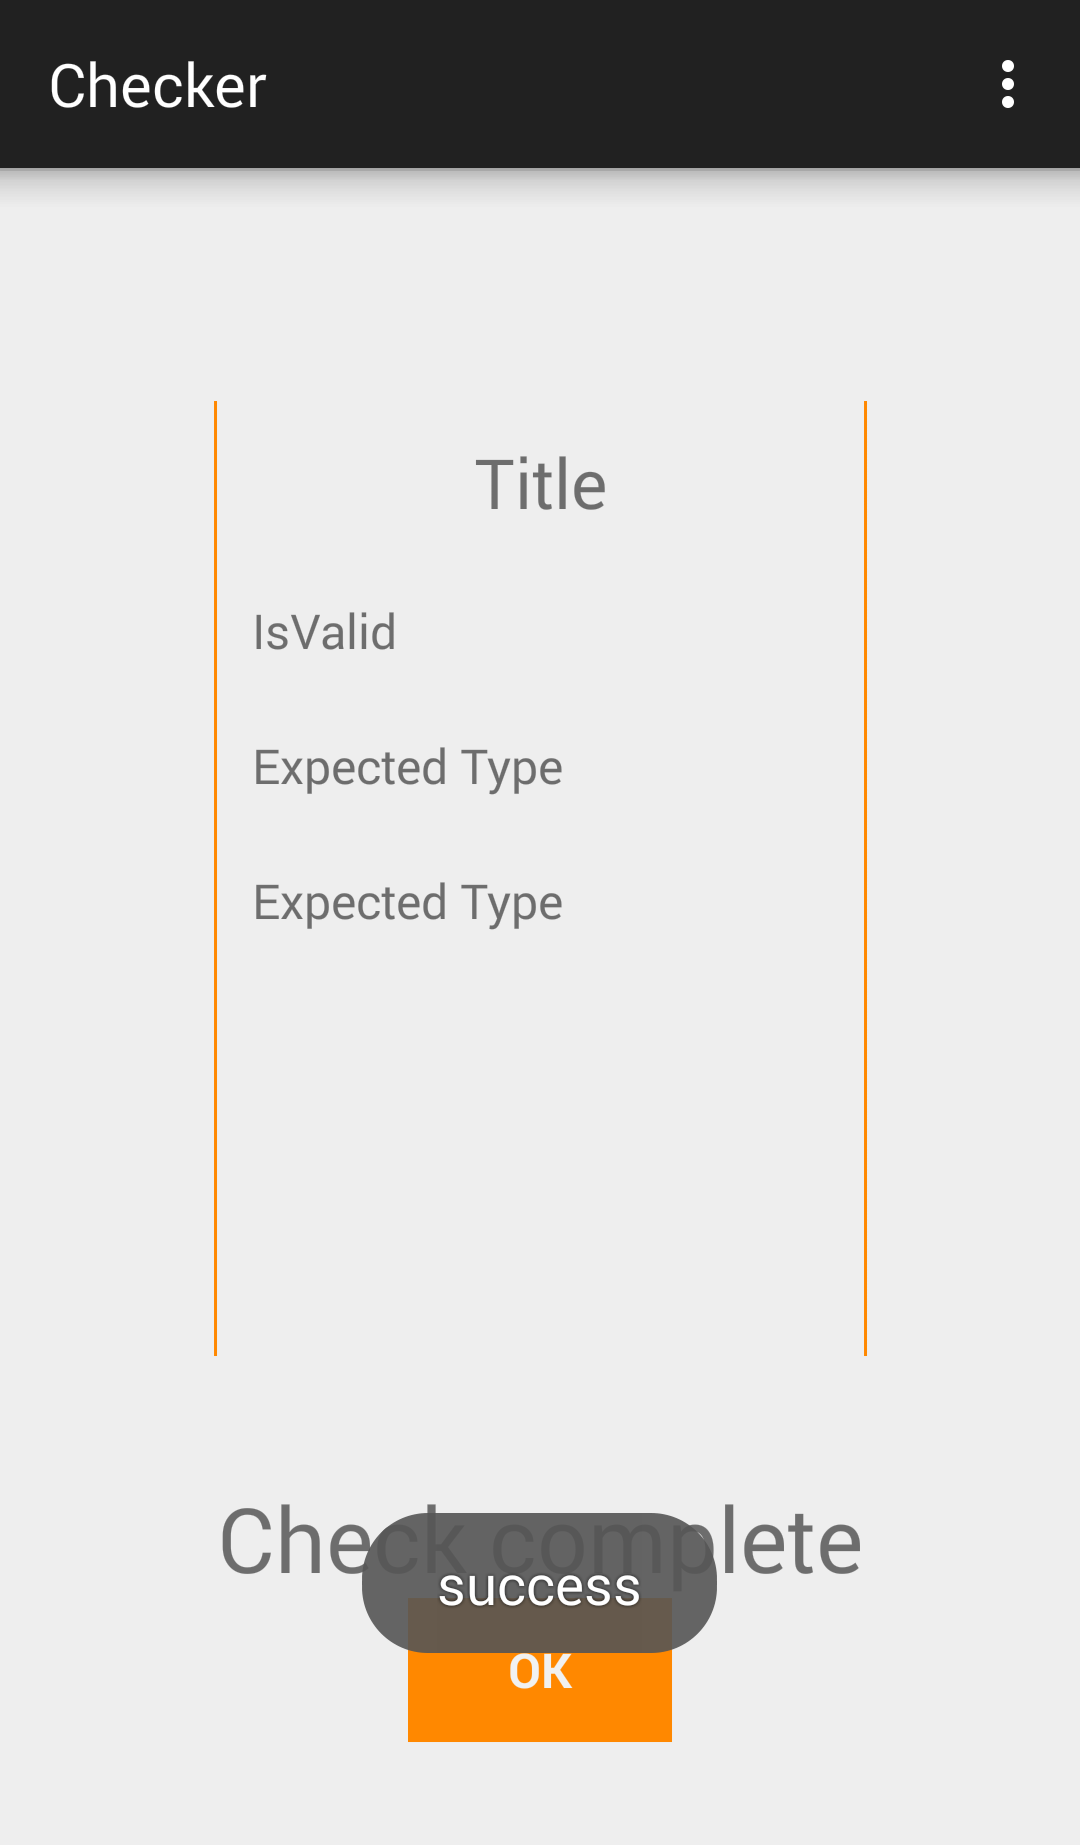 Checker
Title
IsValid
Expected Type
Expected Type
Check complete
success
OK